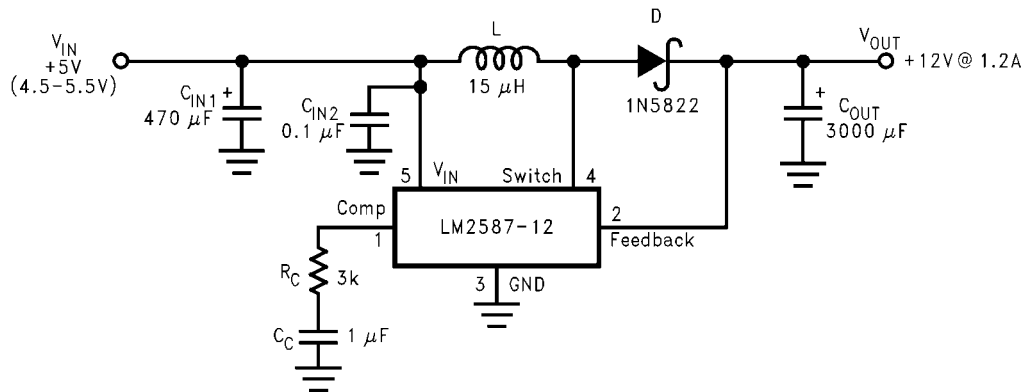 L
D
V_IN
+5V
(4.5–5.5V)
15 μH
1N5822
V_OUT
+12V@ 1.2A
C_IN1 +
470 μF
C_IN2
0.1 μF
+
C_OUT
3000 μF
5 V_IN
Switch 4
Comp
1
LM2587-12
2
Feedback
3 GND
R_C 3k
C_C 1 μF